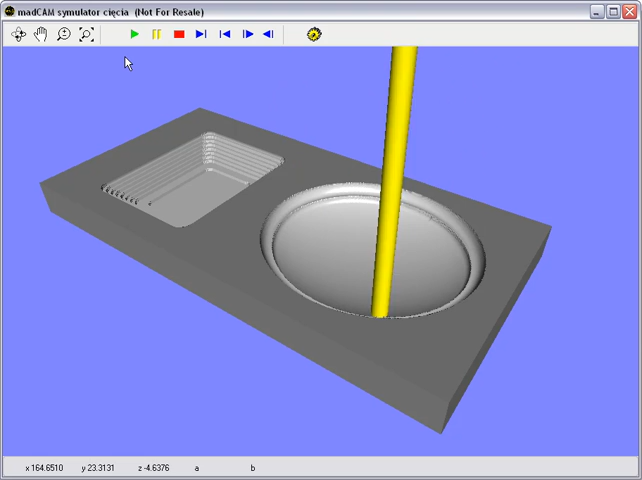 madCAM symulator cięcia (Not For Resale)
x 164.6510 y 23.3131 z -4.6376 a b